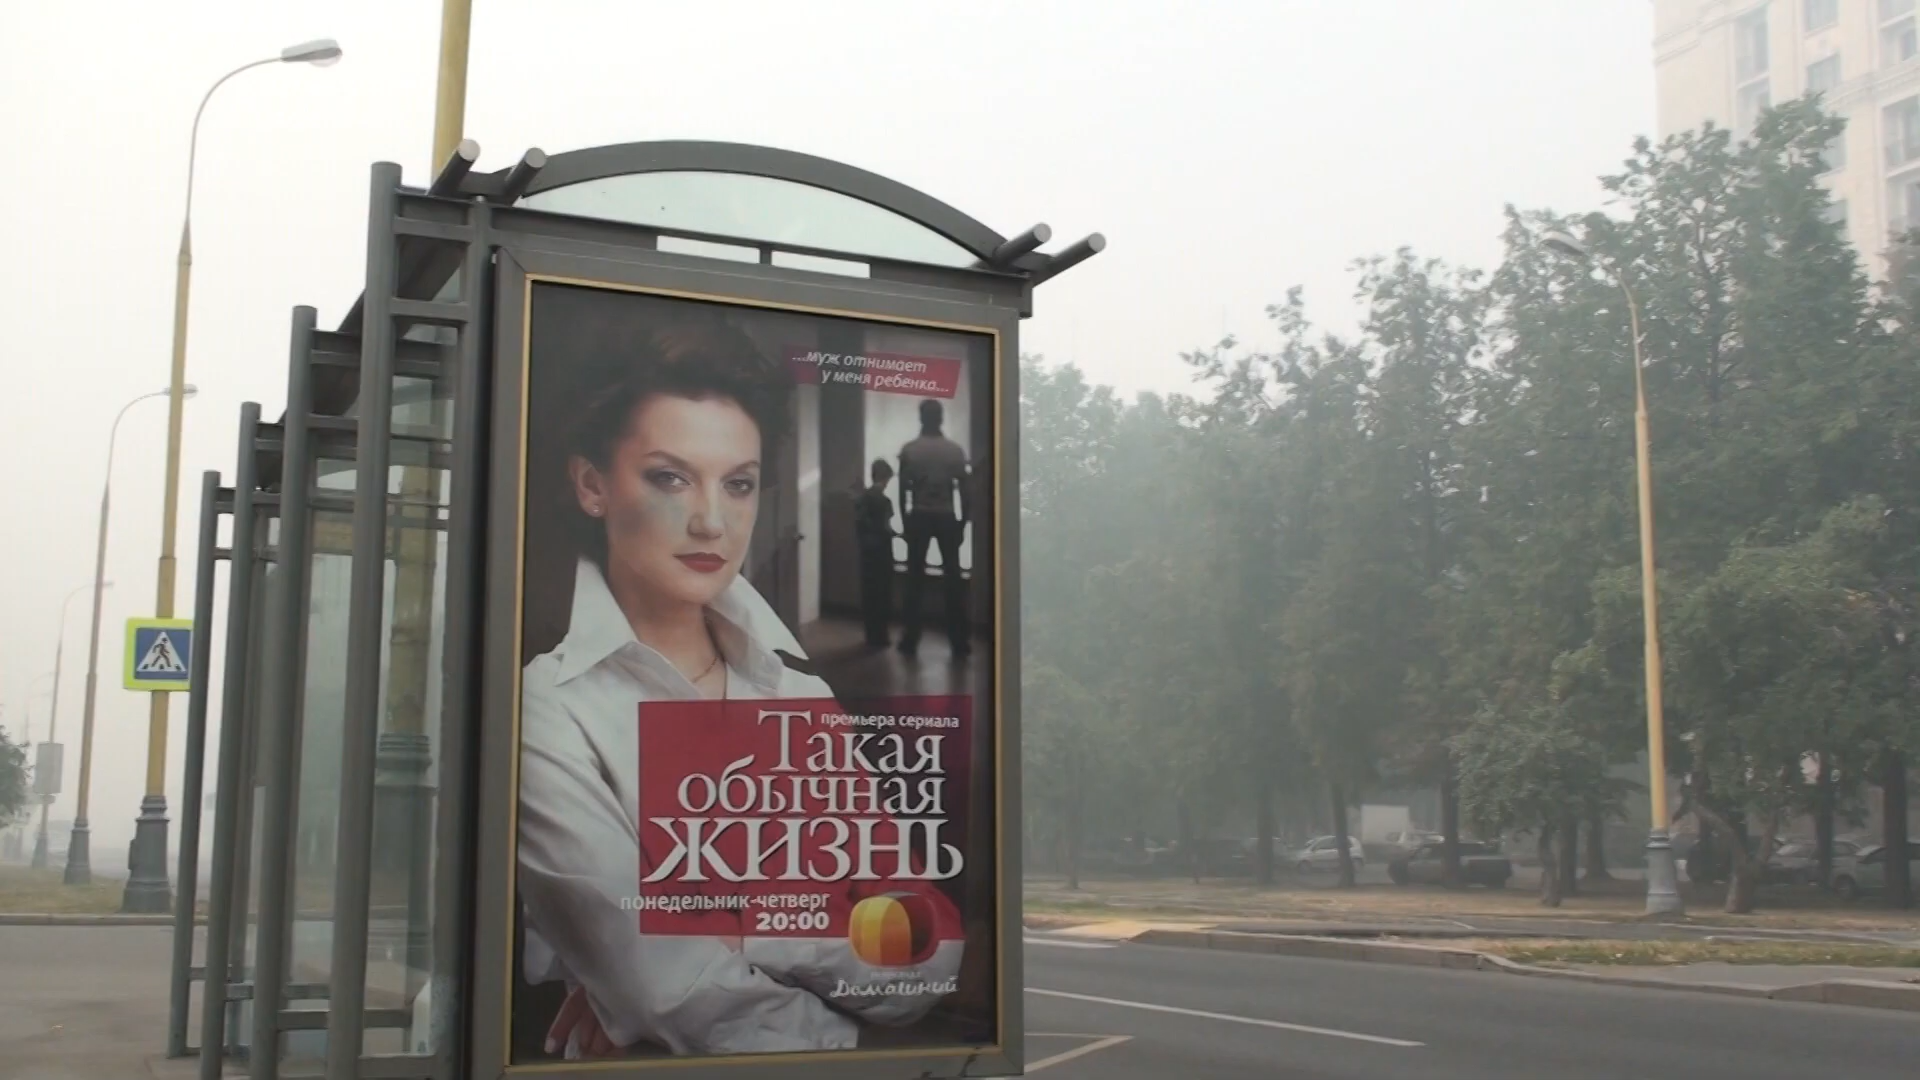 ...муж отнимает
у меня ребенка...
премьера сериала
Такая
обычная
жизнь
понедельник-четверг
20:00
Домашний